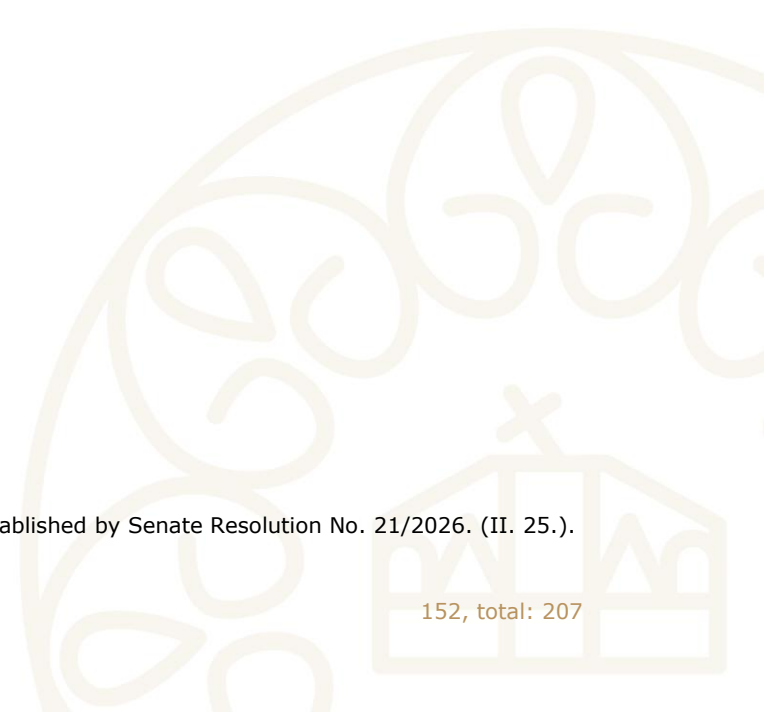 ablished by Senate Resolution No. 21/2026. (II. 25.).
152, total: 207